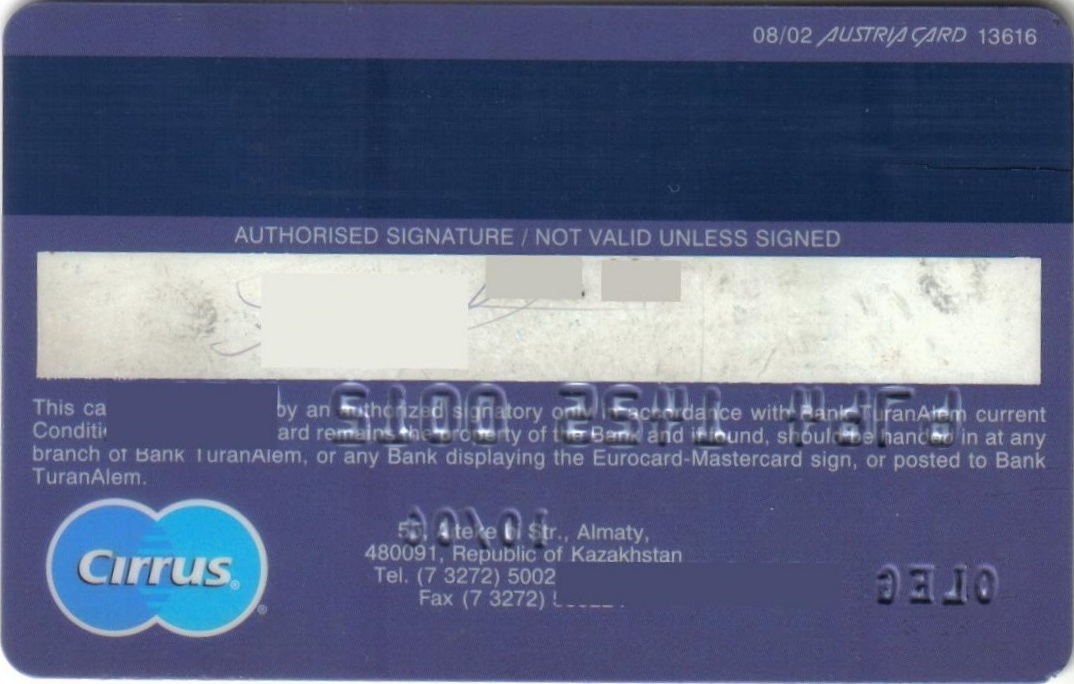 08/02 AUSTRIA CARD 13616
AUTHORISED SIGNATURE / NOT VALID UNLESS SIGNED
This by an authorized signatory only in accordance with Bank TuranAlem current
remains the property of the Bank and if found, should be handed in at any
branch of Bank TuranAlem, or any Bank displaying the Eurocard-Mastercard sign, or posted to Bank
TuranAlem.
Cirrus®
bi Str., Almaty,
480091, Republic of Kazakhstan
Tel. (7 3272) 5002
Fax (7 3272)
OLEG